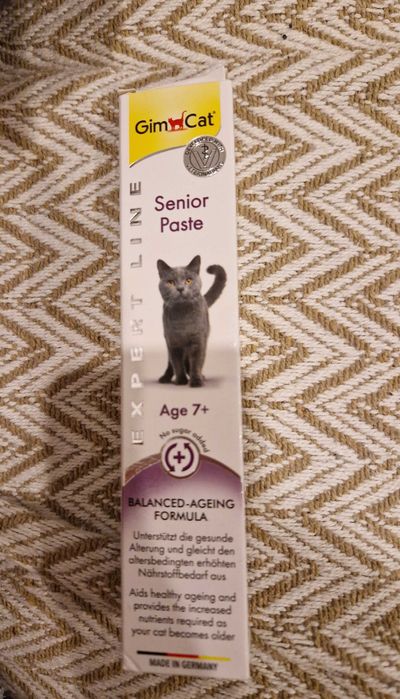 GimCat
EXPERT LINE
Senior
Paste
Age 7+
No sugar added
BALANCED-AGEING
FORMULA
Unterstützt die gesunde
Alterung und gleicht den
altersbedingten erhöhten
Nährstoffbedarf aus
Aids healthy ageing and
provides the increased
nutrients required as
your cat becomes older
MADE IN GERMANY